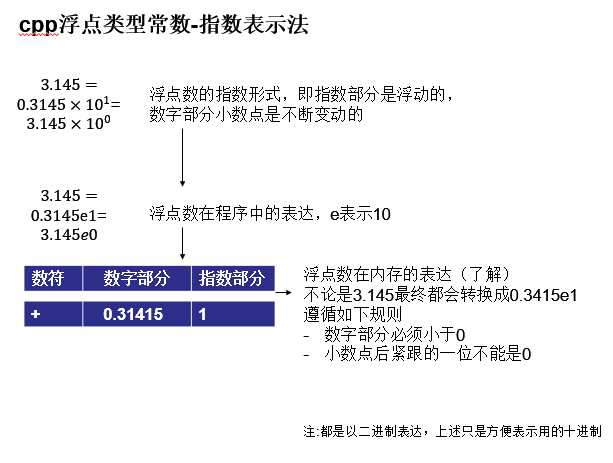 cpp浮点类型常数-指数表示法
3.145 =
0.3145 × 10¹=
3.145 × 10⁰
浮点数的指数形式，即指数部分是浮动的，
数字部分小数点是不断变动的
3.145 =
0.3145e1=
3.145e0
浮点数在程序中的表达，e表示10
数符 数字部分 指数部分
+ 0.31415 1
浮点数在内存的表达（了解）
不论是3.145最终都会转换成0.3415e1
遵循如下规则
- 数字部分必须小于0
- 小数点后紧跟的一位不能是0
注:都是以二进制表达，上述只是方便表示用的十进制